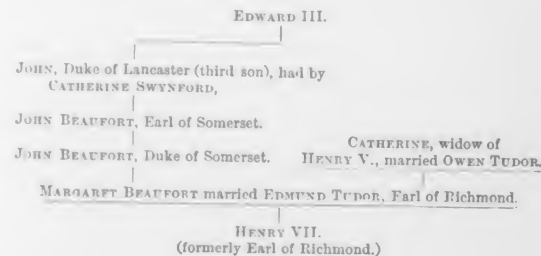 EDWARD III.
JOHN, Duke of Lancaster (third son), had by
CATHERINE SWYNFORD,
JOHN BEAUFORT, Earl of Somerset.
JOHN BEAUFORT, Duke of Somerset.
CATHERINE, widow of
HENRY V., married OWEN TUDOR.
MARGARET BEAUFORT married EDMUND TUDOR, Earl of Richmond.
HENRY VII.
(formerly Earl of Richmond.)